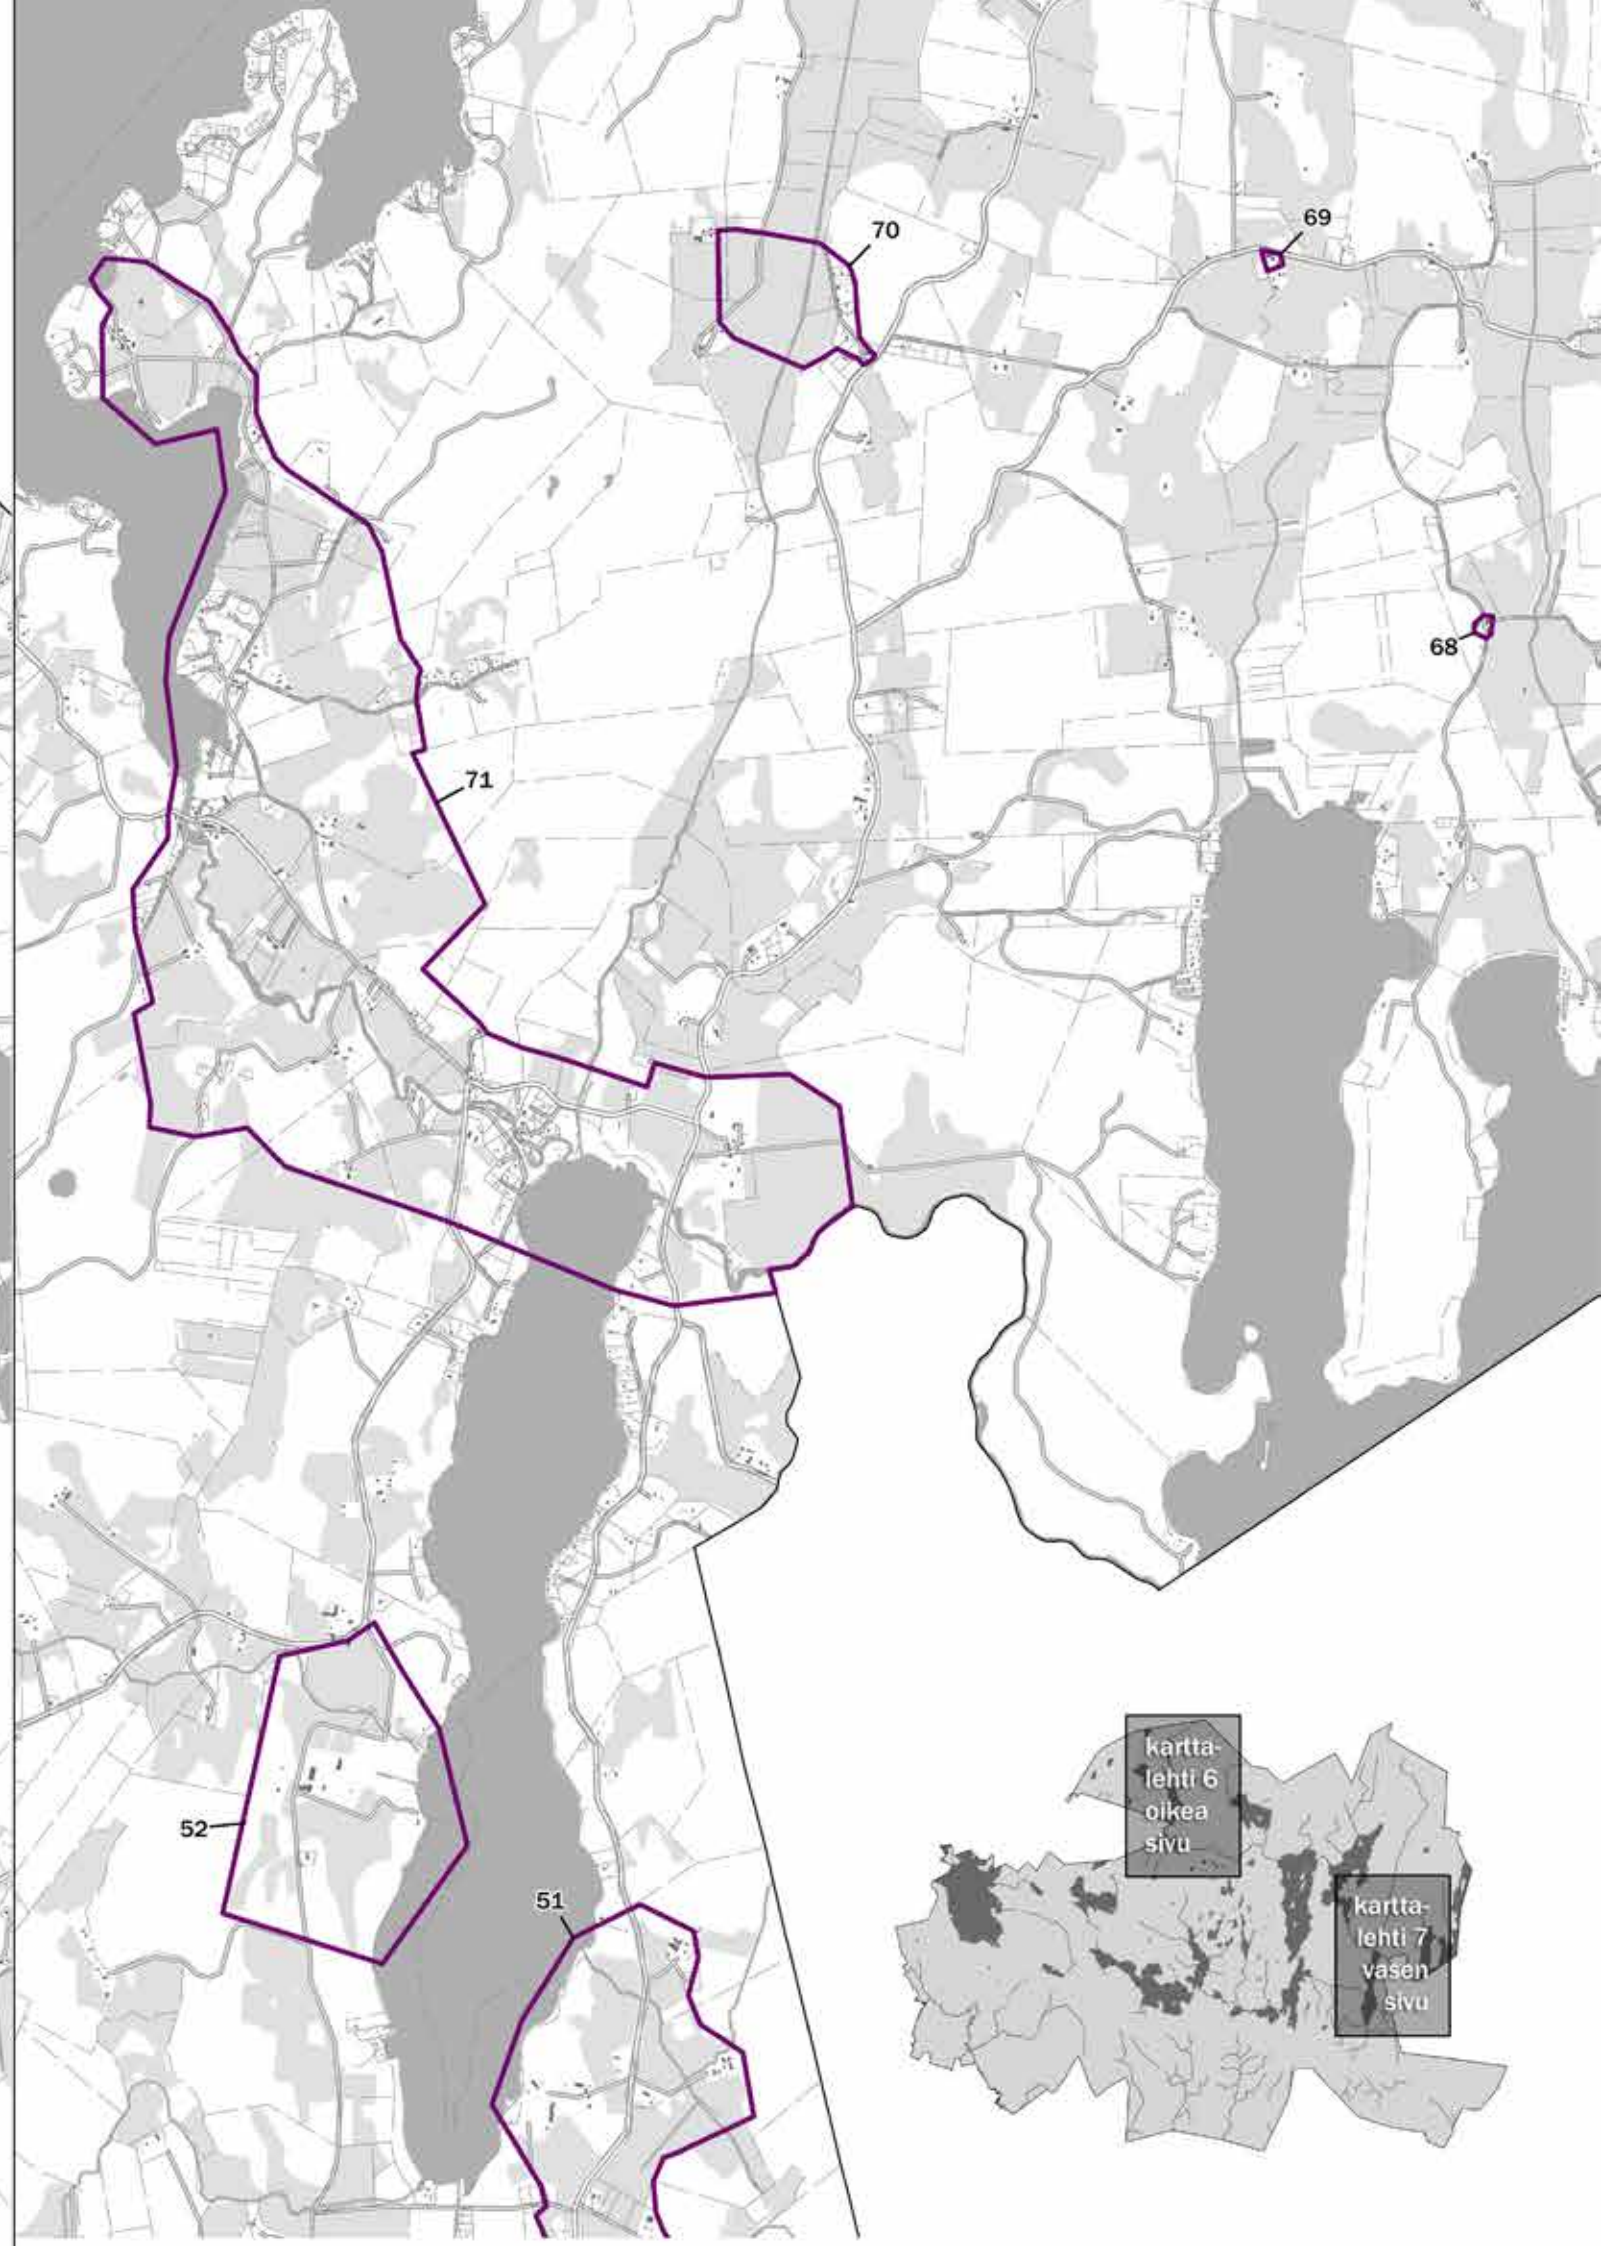 69
70
68
71
52
51
kartta-
lehti 6
oikea
sivu
kartta-
lehti 7
vasen
sivu